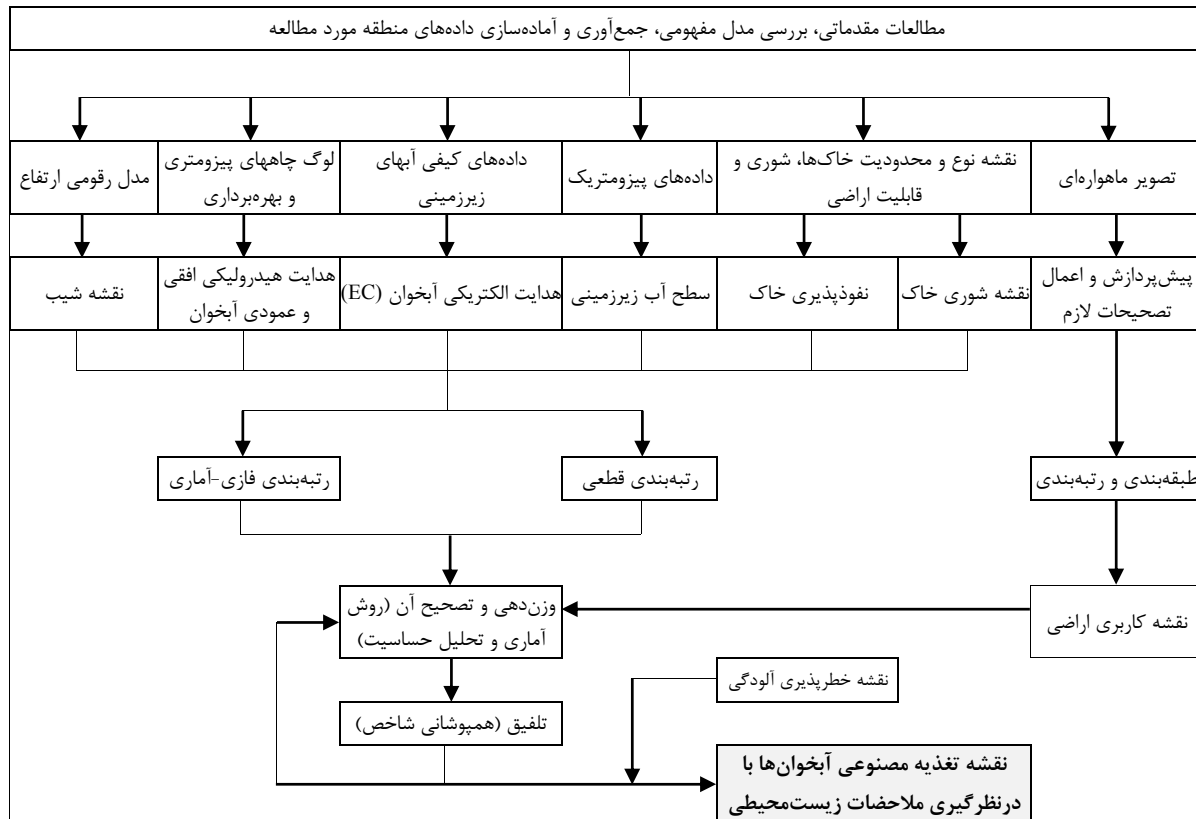 مطالعات مقدماتی، بررسی مدل مفهومی، جمع‌آوری و آماده‌سازی داده‌های منطقه مورد مطالعه
تصویر ماهواره‌ای
نقشه نوع و محدودیت خاک‌ها، شوری و
قابلیت اراضی
داده‌های پیزومتریک
داده‌های کیفی آبهای
زیرزمینی
لوگ چاههای پیزومتری
و بهره‌برداری
مدل رقومی ارتفاع
پیش‌پردازش و اعمال
تصحیحات لازم
نقشه شوری خاک
نفوذپذیری خاک
سطح آب زیرزمینی
هدایت الکتریکی آبخوان (EC)
هدایت هیدرولیکی افقی
و عمودی آبخوان
نقشه شیب
طبقه‌بندی و رتبه‌بندی
رتبه‌بندی قطعی
رتبه‌بندی فازی-آماری
نقشه کاربری اراضی
وزن‌دهی و تصحیح آن (روش
آماری و تحلیل حساسیت)
نقشه خطرپذیری آلودگی
تلفیق (همپوشانی شاخص)
نقشه تغذیه مصنوعی آبخوان‌ها با
درنظرگیری ملاحضات زیست‌محیطی